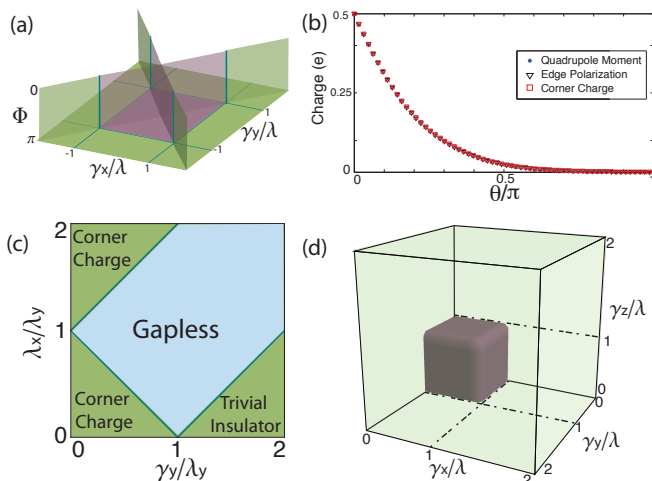 (a)
0
Φ
π
-1
γx/λ
1
-1
1
γy/λ
(b)
Charge (e)
0.5
0.25
0
0
0.5
1
θ/π
Quadrupole Moment
Edge Polarization
Corner Charge
(c)
2
1
0
λx/λy
Corner
Charge
Gapless
Corner
Charge
Trivial
Insulator
0
1
2
γy/λy
(d)
2
γz/λ
1
0
0
1
γy/λ
2
0
1
γx/λ
2